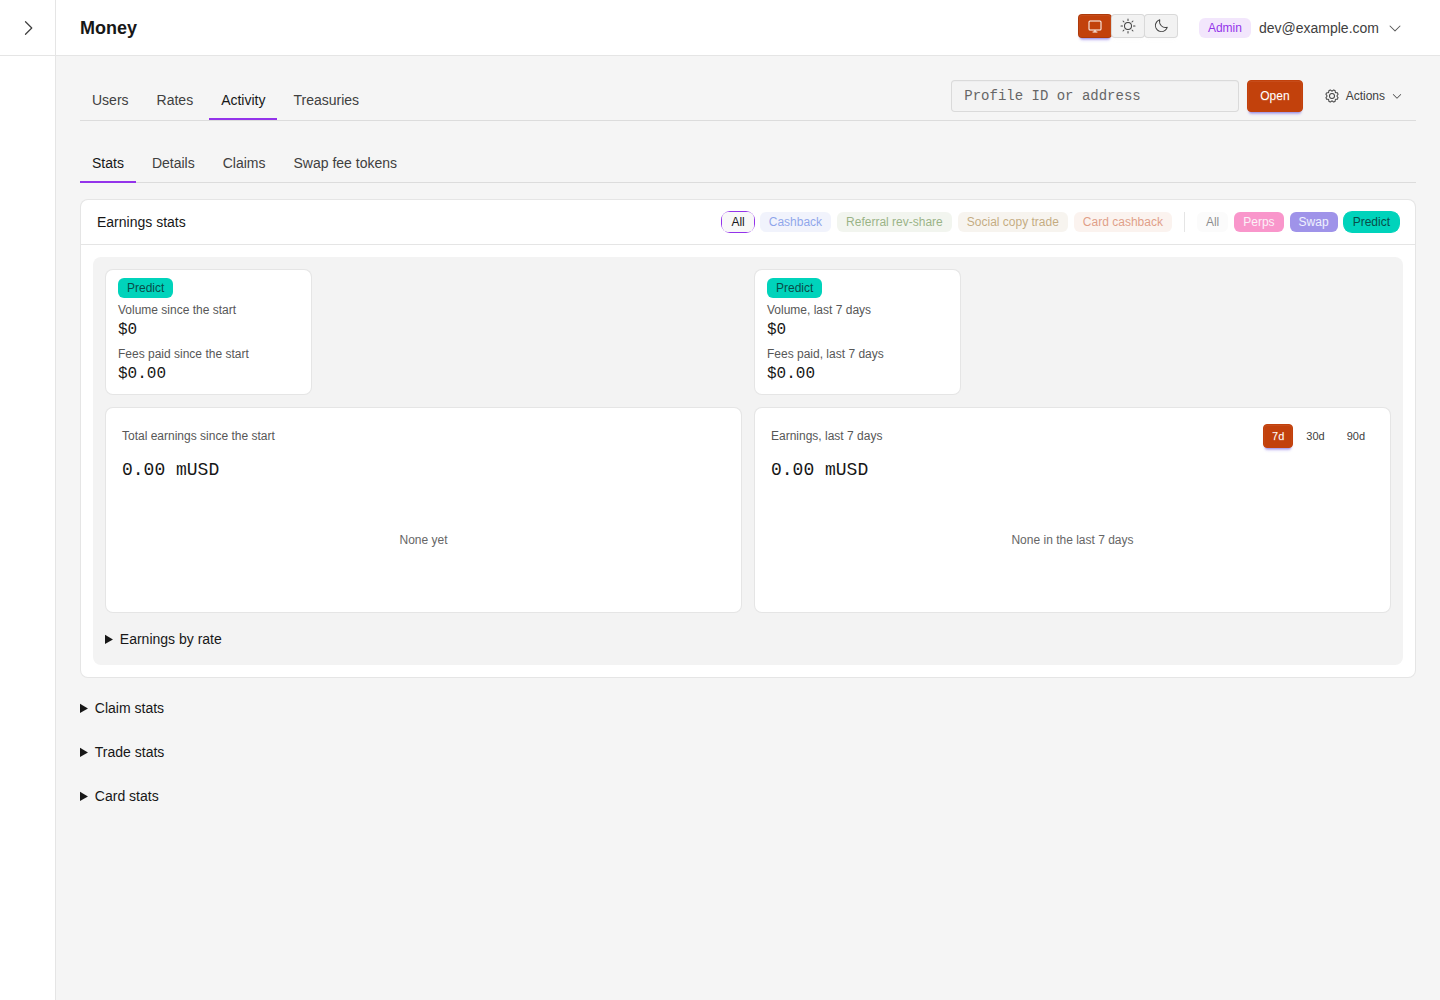 Money
Admin dev@example.com
Users Rates Activity Treasuries
Profile ID or address Open Actions
Stats Details Claims Swap fee tokens
Earnings stats
All Cashback Referral rev-share Social copy trade Card cashback All Perps Swap Predict
Predict
Volume since the start
$0
Fees paid since the start
$0.00
Predict
Volume, last 7 days
$0
Fees paid, last 7 days
$0.00
Total earnings since the start
0.00 mUSD
None yet
Earnings, last 7 days 7d 30d 90d
0.00 mUSD
None in the last 7 days
Earnings by rate
Claim stats
Trade stats
Card stats